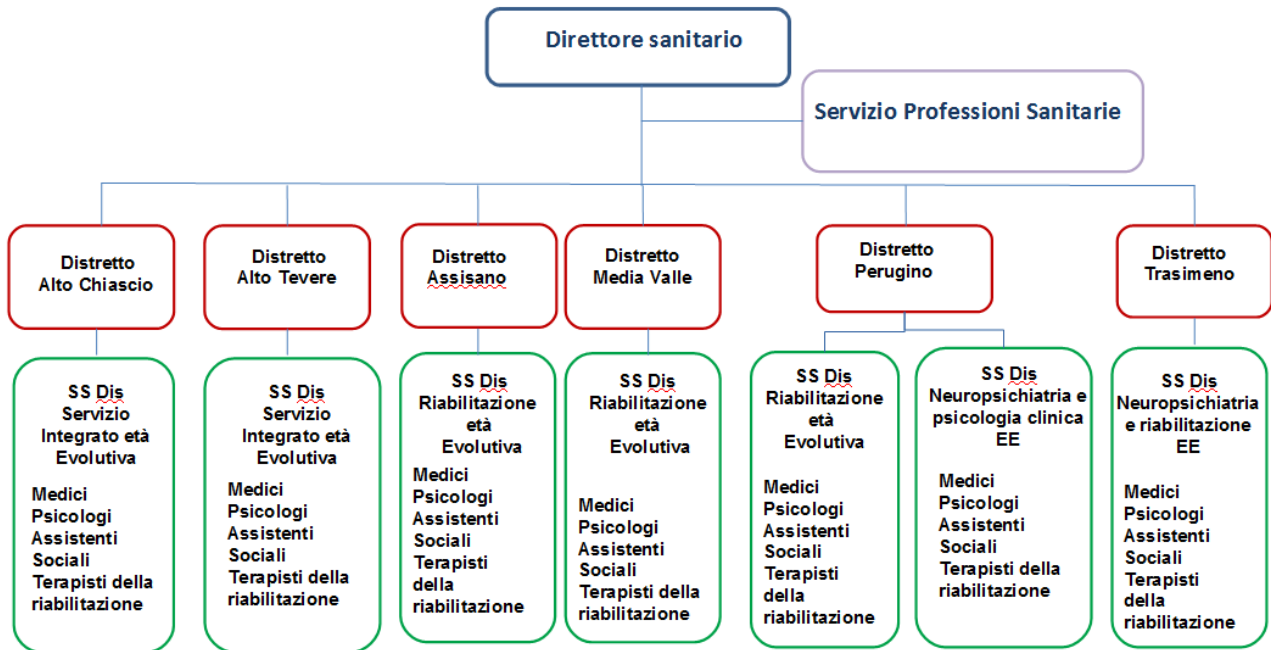 Direttore sanitario
Servizio Professioni Sanitarie
Distretto
Alto Chiascio
Distretto
Alto Tevere
Distretto
Assisano
Distretto
Media Valle
Distretto
Perugino
Distretto
Trasimeno
SS Dis
Servizio
Integrato età
Evolutiva
Medici
Psicologi
Assistenti
Sociali
Terapisti della
riabilitazione
SS Dis
Servizio
Integrato età
Evolutiva
Medici
Psicologi
Assistenti
Sociali
Terapisti della
riabilitazione
SS Dis
Riabilitazione
età
Evolutiva
Medici
Psicologi
Assistenti
Sociali
Terapisti
della
riabilitazione
SS Dis
Riabilitazione
età
Evolutiva
Medici
Psicologi
Assistenti
Sociali
Terapisti della
riabilitazione
SS Dis
Riabilitazione
età
Evolutiva
Medici
Psicologi
Assistenti
Sociali
Terapisti
della
riabilitazione
SS Dis
Neuropsichiatria e
psicologia clinica
EE
Medici
Psicologi
Assistenti
Sociali
Terapisti della
riabilitazione
SS Dis
Neuropsichiatria
e riabilitazione
EE
Medici
Psicologi
Assistenti
Sociali
Terapisti
della
riabilitazione